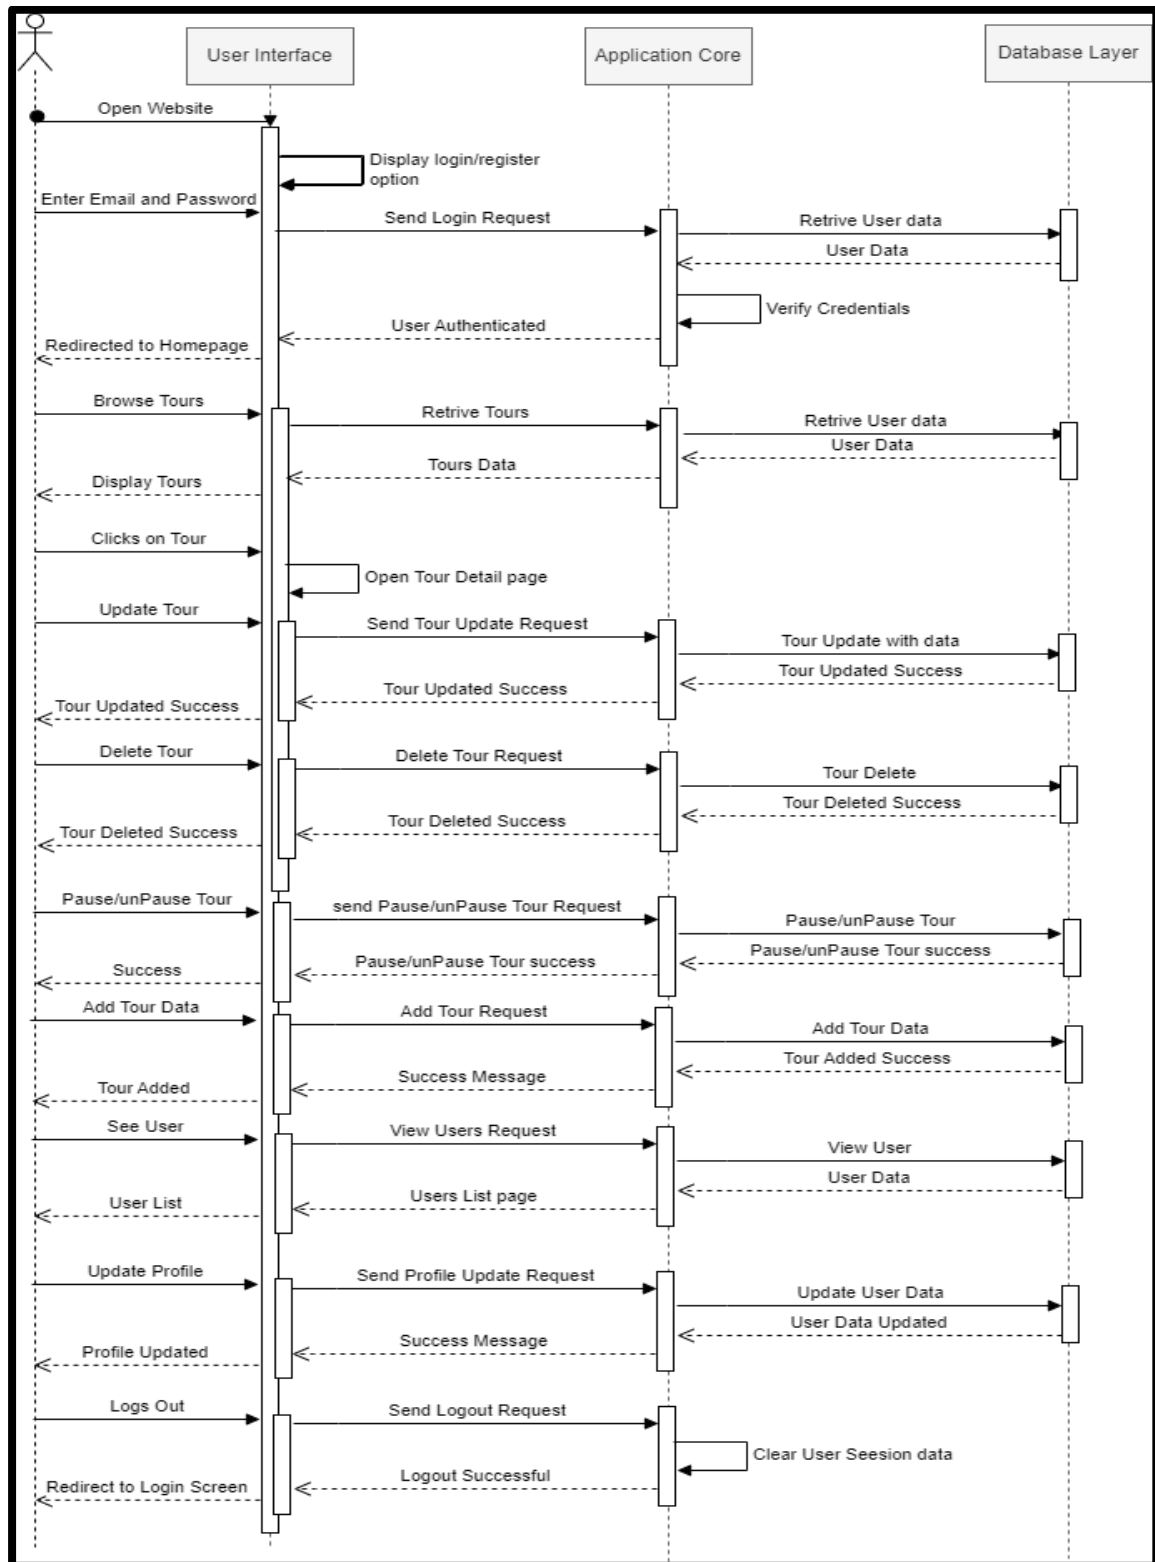 User Interface
Application Core
Database Layer
Open Website
Display login/register
option
Enter Email and Password
Send Login Request
Retrive User data
User Data
Verify Credentials
User Authenticated
Redirected to Homepage
Browse Tours
Retrive Tours
Retrive User data
User Data
Tours Data
Display Tours
Clicks on Tour
Open Tour Detail page
Update Tour
Send Tour Update Request
Tour Update with data
Tour Updated Success
Tour Updated Success
Tour Updated Success
Delete Tour
Delete Tour Request
Tour Delete
Tour Deleted Success
Tour Deleted Success
Tour Deleted Success
Pause/unPause Tour
send Pause/unPause Tour Request
Pause/unPause Tour
Pause/unPause Tour success
Pause/unPause Tour success
Success
Add Tour Data
Add Tour Request
Add Tour Data
Tour Added Success
Success Message
Tour Added
See User
View Users Request
View User
User Data
Users List page
User List
Update Profile
Send Profile Update Request
Update User Data
User Data Updated
Success Message
Profile Updated
Logs Out
Send Logout Request
Clear User Seesion data
Logout Successful
Redirect to Login Screen